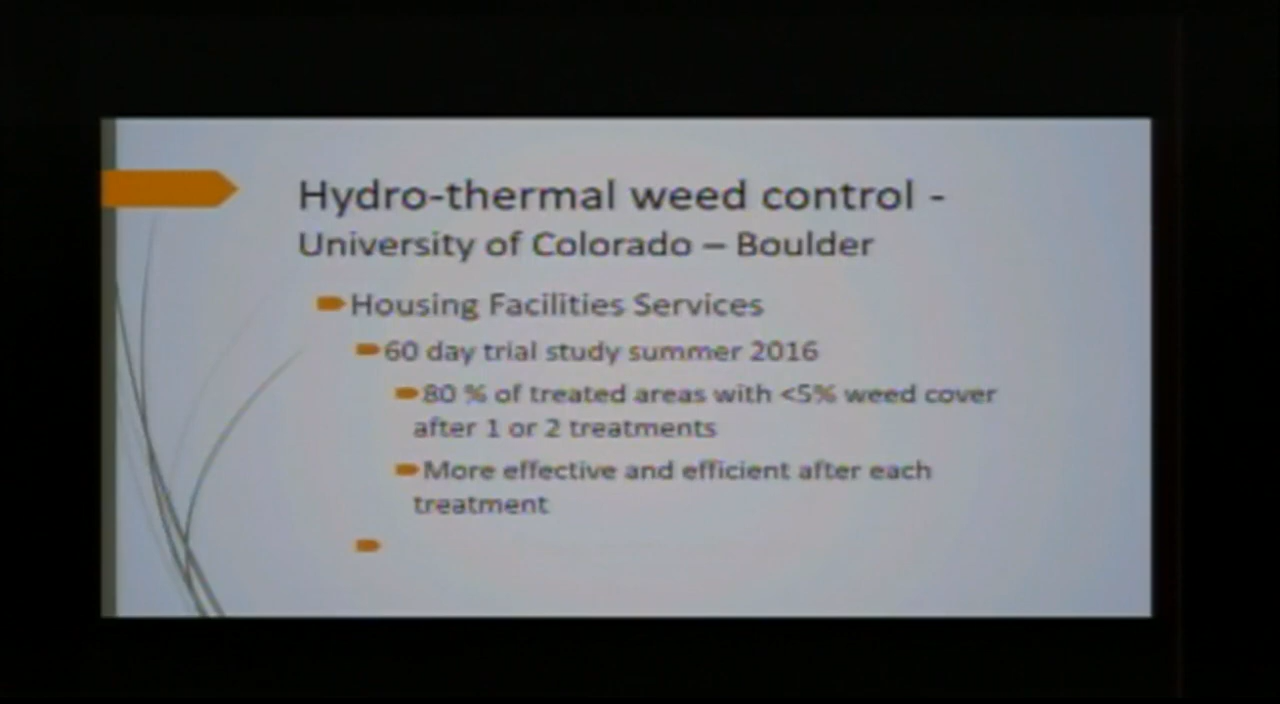 Hydro-thermal weed control -
University of Colorado – Boulder
Housing Facilities Services
60 day trial study summer 2016
80 % of treated areas with <5% weed cover
after 1 or 2 treatments
More effective and efficient after each
treatment